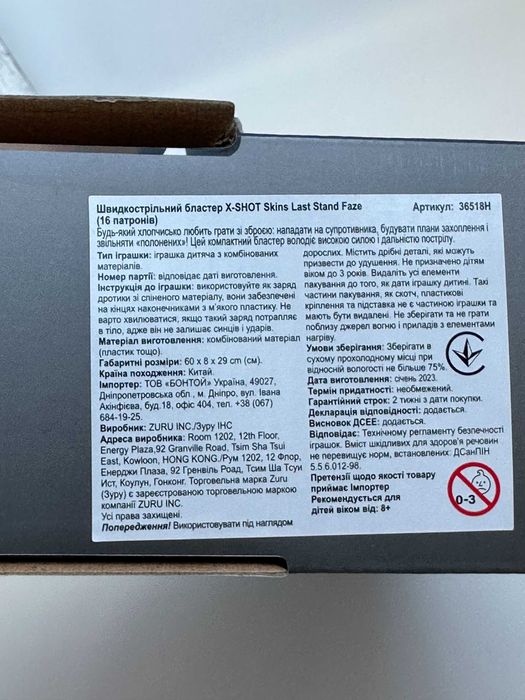 Швидкострільний бластер X-SHOT Skins Last Stand Faze Артикул: 36518H
(16 патронів)
Будь-який хлопчисько любить грати зі зброєю: нападати на супротивника, будувати плани захоплення і
звільняти «полонених»! Цей компактний бластер володіє високою силою і дальністю пострілу.
Тип іграшки: іграшка дитяча з комбінованих
матеріалів.
Номер партії: відповідає даті виготовлення.
Інструкція до іграшки: використовуйте як заряд
дротики зі спіненого матеріалу, вони забезпечені
на кінцях наконечниками з м'якого пластику. Не
варто хвилюватися, якщо такий заряд потрапляє
в тіло, адже він не залишає синців і ударів.
Матеріал виготовлення: комбінований матеріал
(пластик тощо).
Габаритні розміри: 60 x 8 x 29 см (см).
Країна походження: Китай.
Імпортер: ТОВ «БОНТОЙ» Україна, 49027,
Дніпропетровська обл., м. Дніпро, вул. Івана
Акінфієва, буд.18, офіс 404, тел. +38 (067)
684-19-25.
Виробник: ZURU INC./Зуру ІНС
Адреса виробника: Room 1202, 12th Floor,
Energy Plaza,92 Granville Road, Tsim Sha Tsui
East, Kowloon, HONG KONG./Рум 1202, 12 Флор,
Енерджи Плаза, 92 Гренвіль Роад, Тсим Ша Тсуи
Ист, Коулун, Гонконг. Торговельна марка Zuru
(Зуру) є зареєстрованою торговельною маркою
компанії ZURU INC.
Усі права захищені.
Попередження! Використовувати під наглядом
дорослих. Містить дрібні деталі, які можуть
призвести до удушення. Не призначено дітям
віком до 3 років. Видаліть усі елементи
пакування до того, як дати іграшку дитині. Такі
частини пакування, як скотч, пластикові
кріплення та підставка не є частиною іграшки та
мають бути видалені. Не зберігати та не грати
поблизу джерел вогню і приладів з елементами
нагріву.
Умови зберігання: Зберігати в
сухому прохолодному місці при
відносній вологості не більше 75%.
Дата виготовлення: січень 2023.
Термін придатності: необмежений.
Гарантійний строк: 2 тижні з дати покупки.
Декларація відповідності: додається.
Висновок ДСЕЕ: додається.
Відповідає: Технічному регламенту безпечності
іграшок. Вміст шкідливих для здоров'я речовин
не перевищує норм, встановлених: ДСанПІН
5.5.6.012-98.
Претензії щодо якості товару
приймає Імпортер
Рекомендується для
дітей віком від: 8+
0-3